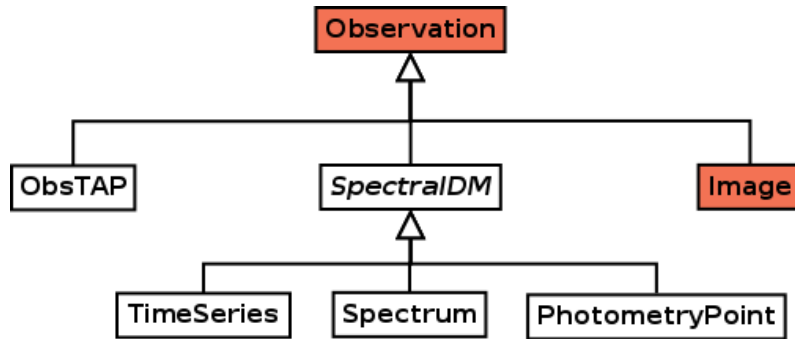 Observation
ObsTAP
SpectralDM
Image
TimeSeries
Spectrum
PhotometryPoint